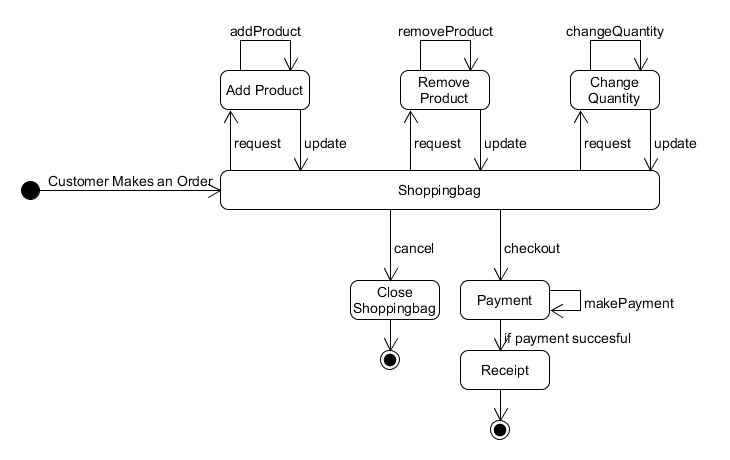 addProduct
removeProduct
changeQuantity
Add Product
Remove
Product
Change
Quantity
request
update
request
update
request
update
Customer Makes an Order
Shoppingbag
cancel
checkout
Close
Shoppingbag
Payment
makePayment
if payment succesful
Receipt